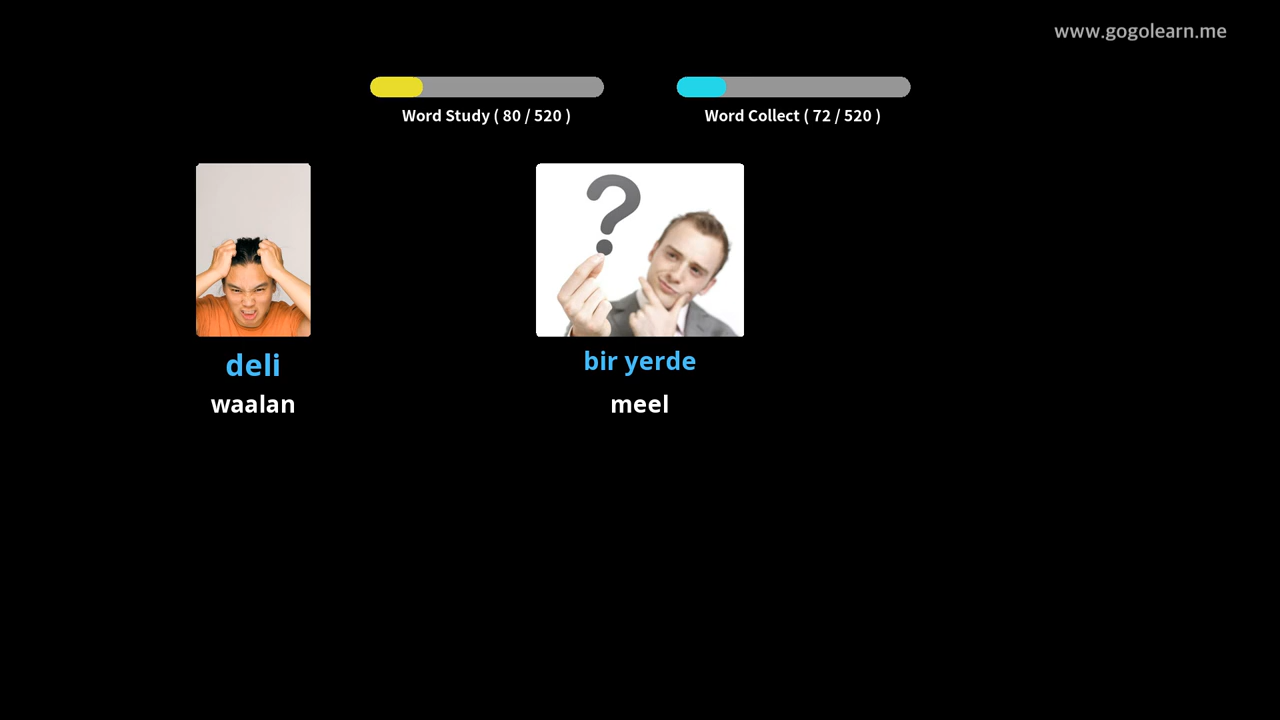 www.gogolearn.me
Word Study ( 80 / 520 )
Word Collect ( 72 / 520 )
deli
waalan
bir yerde
meel